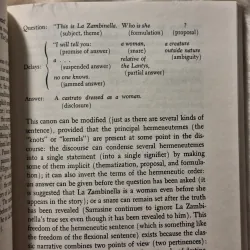 Question: "This is La Zambinella. Who is she ?
(subject, theme) (formulation) (proposal)
"I will tell you: a woman, a creature
(promise of answer) (snare) outside nature
Delays: ... a ... relative of (ambiguity)
(suspended answer) the Lantys,
(partial answer)
no one knows.
(jammed answer)
Answer: A castrato dressed as a woman.
(disclosure)
This canon can be modified (just as there are several kinds of
sentence), provided that the principal hermeneutemes (the
"knots" or "kernels") are present at some point in the dis-
course: the discourse can condense several hermeneutemes
into a single statement (into a single signifier) by making
some of them implicit (thematization, proposal, and formula-
tion); it can also invert the terms of the hermeneutic order:
an answer can be given before the question has been asked (it
is suggested that La Zambinella is a woman even before she
appears in the story); or a snare can remain set after the truth
has been revealed (Sarrasine continues to ignore La Zam-
binella's true sex even though it has been revealed to him). This
freedom of the hermeneutic sentence (which is something like
the freedom of the flexional sentence) exists because the clas-
sic narrative combines two points of view (two pertinences)